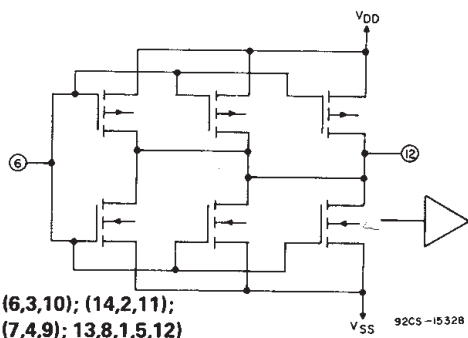 VDD
6
12
(6,3,10); (14,2,11);
(7,4,9); 13,8,1,5,12)
VSS
92CS-15328